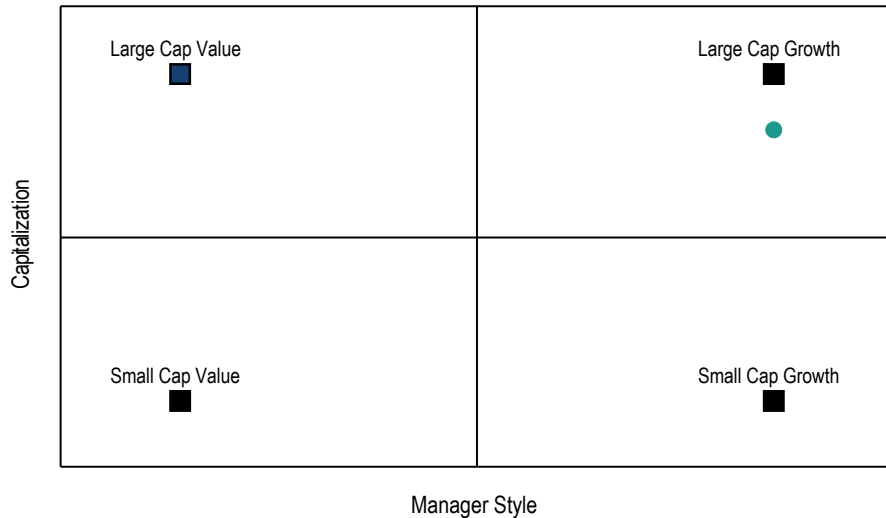 Large Cap Value
Large Cap Growth
Capitalization
Small Cap Value
Small Cap Growth
Manager Style